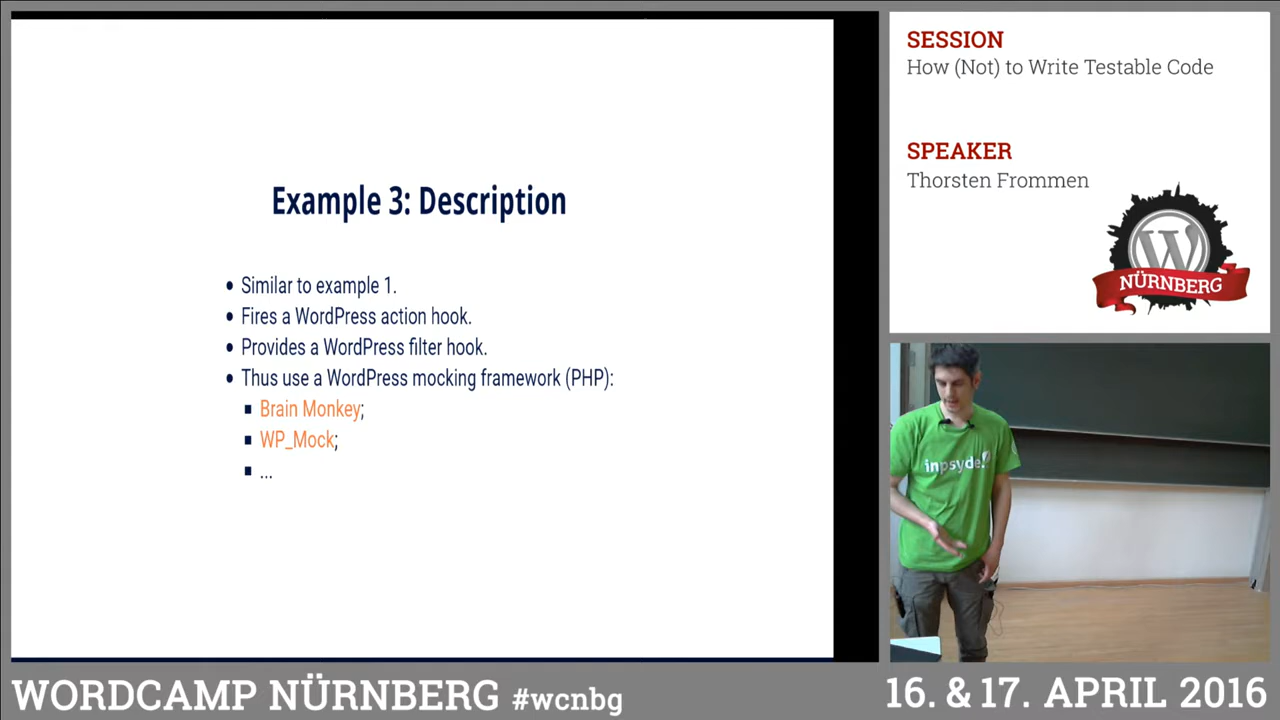 Example 3: Description
• Similar to example 1.
• Fires a WordPress action hook.
• Provides a WordPress filter hook.
• Thus use a WordPress mocking framework (PHP):
▪ Brain Monkey;
▪ WP_Mock;
▪ ...
SESSION
How (Not) to Write Testable Code
SPEAKER
Thorsten Frommen
W
NÜRNBERG
inpsyde
WORDCAMP NÜRNBERG #wcnbg
16. & 17. APRIL 2016